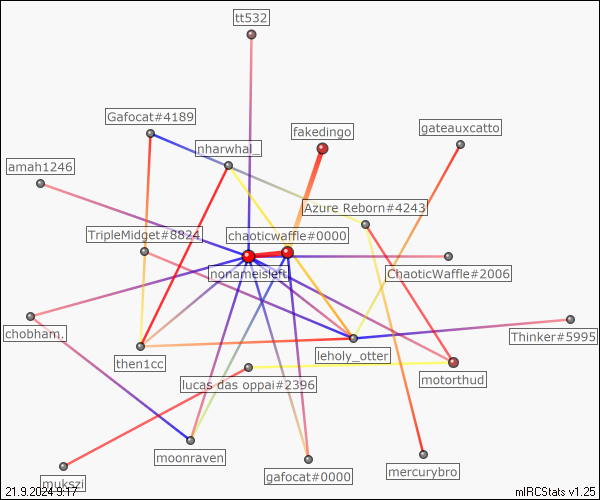 tt532
Gafocat#4189
fakedingo
gateauxcatto
nharwhal_
amah1246
Azure Reborn#4243
TripleMidget#8824
chaoticwaffle#0000
nonameisleft
ChaoticWaffle#2006
chobham.
Thinker#5995
leholy_otter
then1cc
motorthud
lucas das oppai#2396
moonraven
mercurybro
gafocat#0000
mukszi
21.9.2024 9:17
mIRCStats v1.25